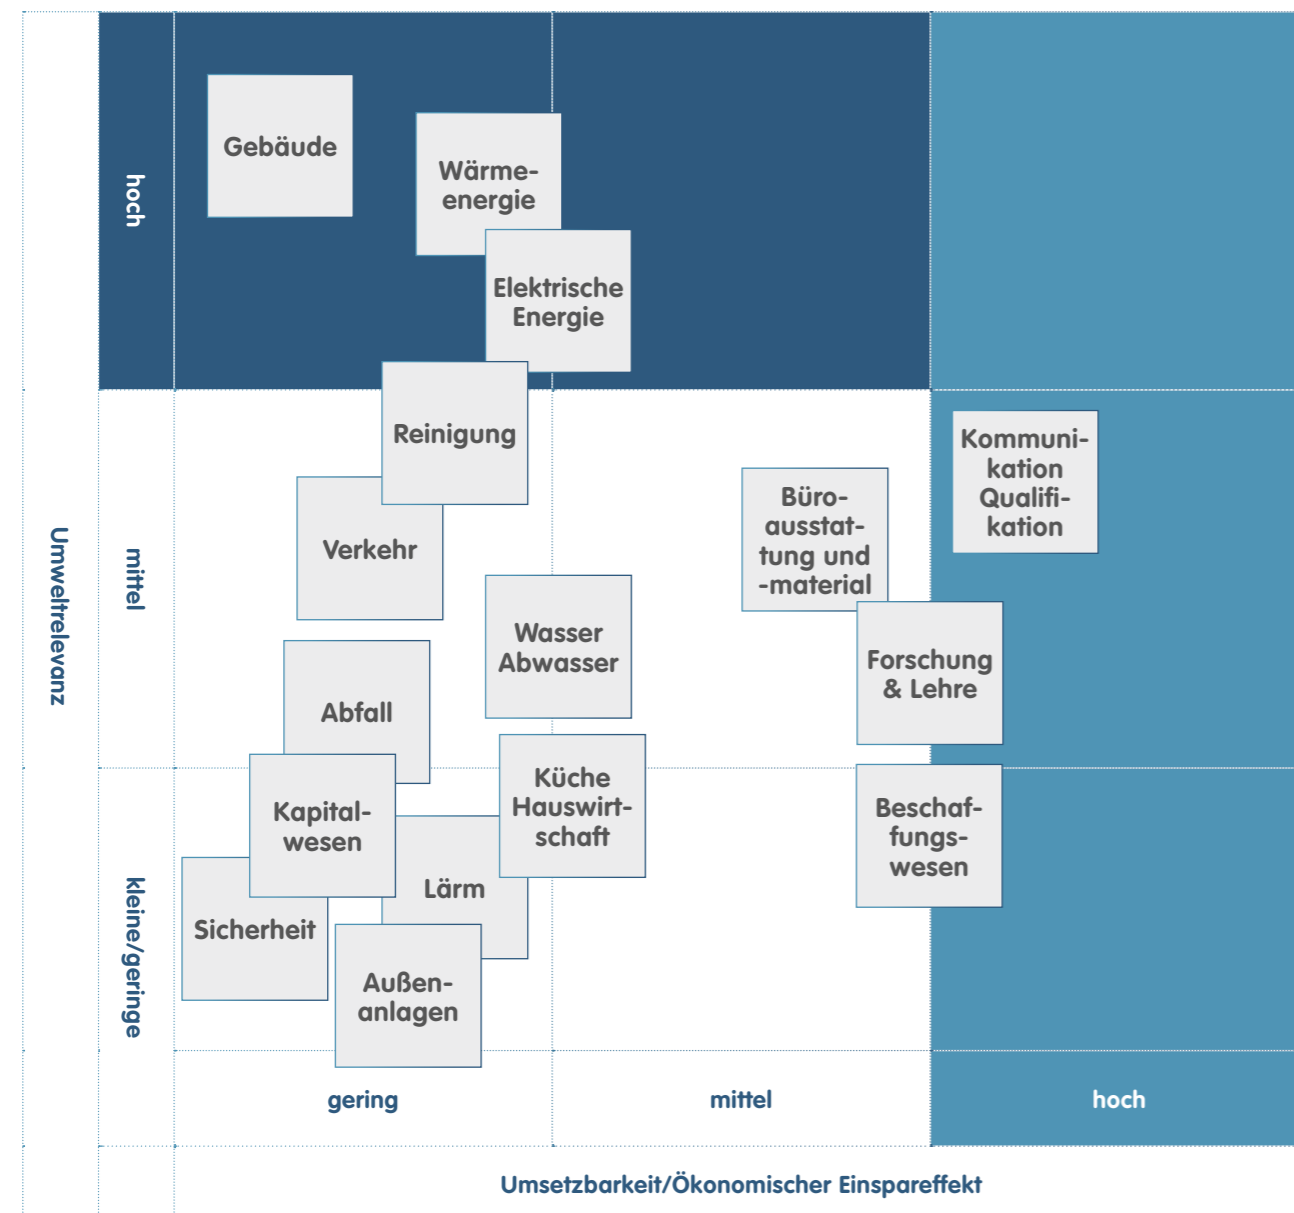 Gebäude
Wärme-
energie
Elektrische
Energie
Reinigung
Verkehr
Wasser
Abwasser
Büro-
ausstat-
tung und
-material
Kommuni-
kation
Qualifi-
kation
Forschung
& Lehre
Abfall
Küche
Hauswirt-
schaft
Beschaf-
fungs-
wesen
Kapital-
wesen
Lärm
Sicherheit
Außen-
anlagen
Umweltrelevanz
hoch
mittel
kleine/geringe
gering
mittel
hoch
Umsetzbarkeit/Ökonomischer Einspareffekt